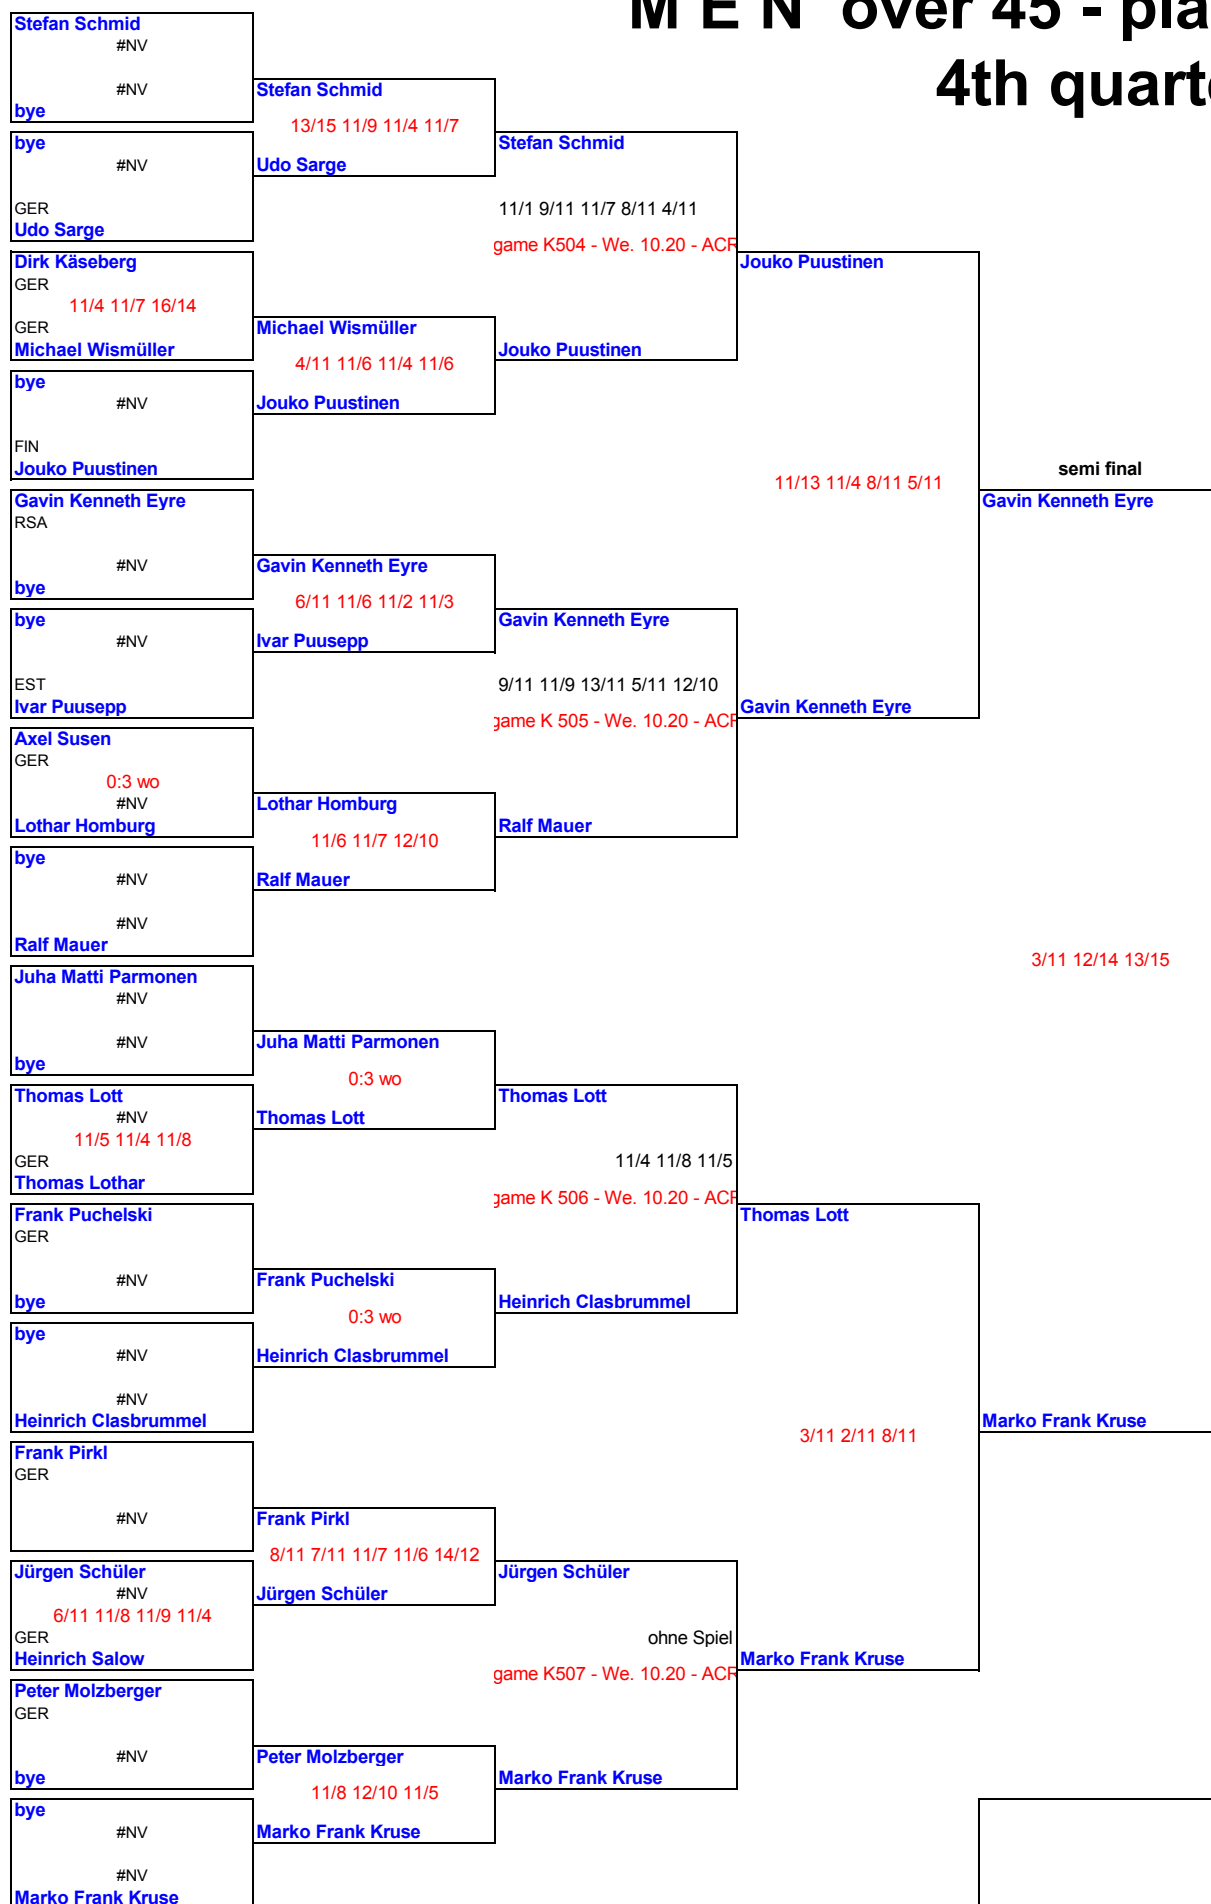 M E N over 45 - pla
4th quart
Stefan Schmid
#NV
#NV
bye
bye
#NV
GER
Udo Sarge
Dirk Käseberg
GER
11/4 11/7 16/14
GER
Michael Wismüller
bye
#NV
FIN
Jouko Puustinen
Gavin Kenneth Eyre
RSA
#NV
bye
bye
#NV
EST
Ivar Puusepp
Axel Susen
GER
0:3 wo
#NV
Lothar Homburg
bye
#NV
#NV
Ralf Mauer
Juha Matti Parmonen
#NV
#NV
bye
Thomas Lott
#NV
11/5 11/4 11/8
GER
Thomas Lothar
Frank Puchelski
GER
#NV
bye
bye
#NV
#NV
Heinrich Clasbrummel
Frank Pirkl
GER
#NV
Jürgen Schüler
#NV
6/11 11/8 11/9 11/4
GER
Heinrich Salow
Peter Molzberger
GER
#NV
bye
bye
#NV
#NV
Marko Frank Kruse
Stefan Schmid
13/15 11/9 11/4 11/7
Udo Sarge
Michael Wismüller
4/11 11/6 11/4 11/6
Jouko Puustinen
Gavin Kenneth Eyre
6/11 11/6 11/2 11/3
Ivar Puusepp
Lothar Homburg
11/6 11/7 12/10
Ralf Mauer
Juha Matti Parmonen
0:3 wo
Thomas Lott
Frank Puchelski
0:3 wo
Heinrich Clasbrummel
Frank Pirkl
8/11 7/11 11/7 11/6 14/12
Jürgen Schüler
Peter Molzberger
11/8 12/10 11/5
Marko Frank Kruse
Stefan Schmid
11/1 9/11 11/7 8/11 4/11
game K504 - We. 10.20 - ACR
Jouko Puustinen
Gavin Kenneth Eyre
9/11 11/9 13/11 5/11 12/10
game K 505 - We. 10.20 - ACR
Ralf Mauer
Thomas Lott
11/4 11/8 11/5
game K 506 - We. 10.20 - ACR
Heinrich Clasbrummel
Jürgen Schüler
ohne Spiel
game K507 - We. 10.20 - ACR
Marko Frank Kruse
Jouko Puustinen
11/13 11/4 8/11 5/11
Gavin Kenneth Eyre
Thomas Lott
3/11 2/11 8/11
Marko Frank Kruse
semi final
Gavin Kenneth Eyre
3/11 12/14 13/15
Marko Frank Kruse